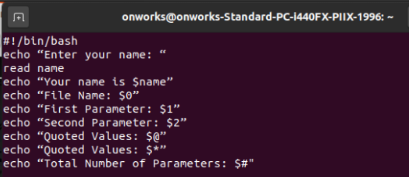 onworks@onworks-Standard-PC-i440FX-PIIX-1996: ~
#!/bin/bash
echo “Enter your name: “
read name
echo “Your name is $name”
echo “File Name: $0”
echo “First Parameter: $1”
echo “Second Parameter: $2”
echo “Quoted Values: $@”
echo “Quoted Values: $*”
echo “Total Number of Parameters: $#"